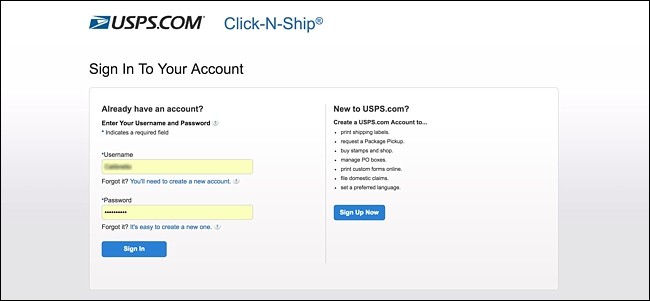 USPS.COM Click-N-Ship®
Sign In To Your Account
Already have an account?
Enter Your Username and Password
* Indicates a required field
*Username
Forgot it? You'll need to create a new account.
*Password
••••••••••
Forgot it? It's easy to create a new one.
Sign In
New to USPS.com?
Create a USPS.com Account to...
• print shipping labels.
• request a Package Pickup.
• buy stamps and shop.
• manage PO boxes.
• print custom forms online.
• file domestic claims.
• set a preferred language.
Sign Up Now